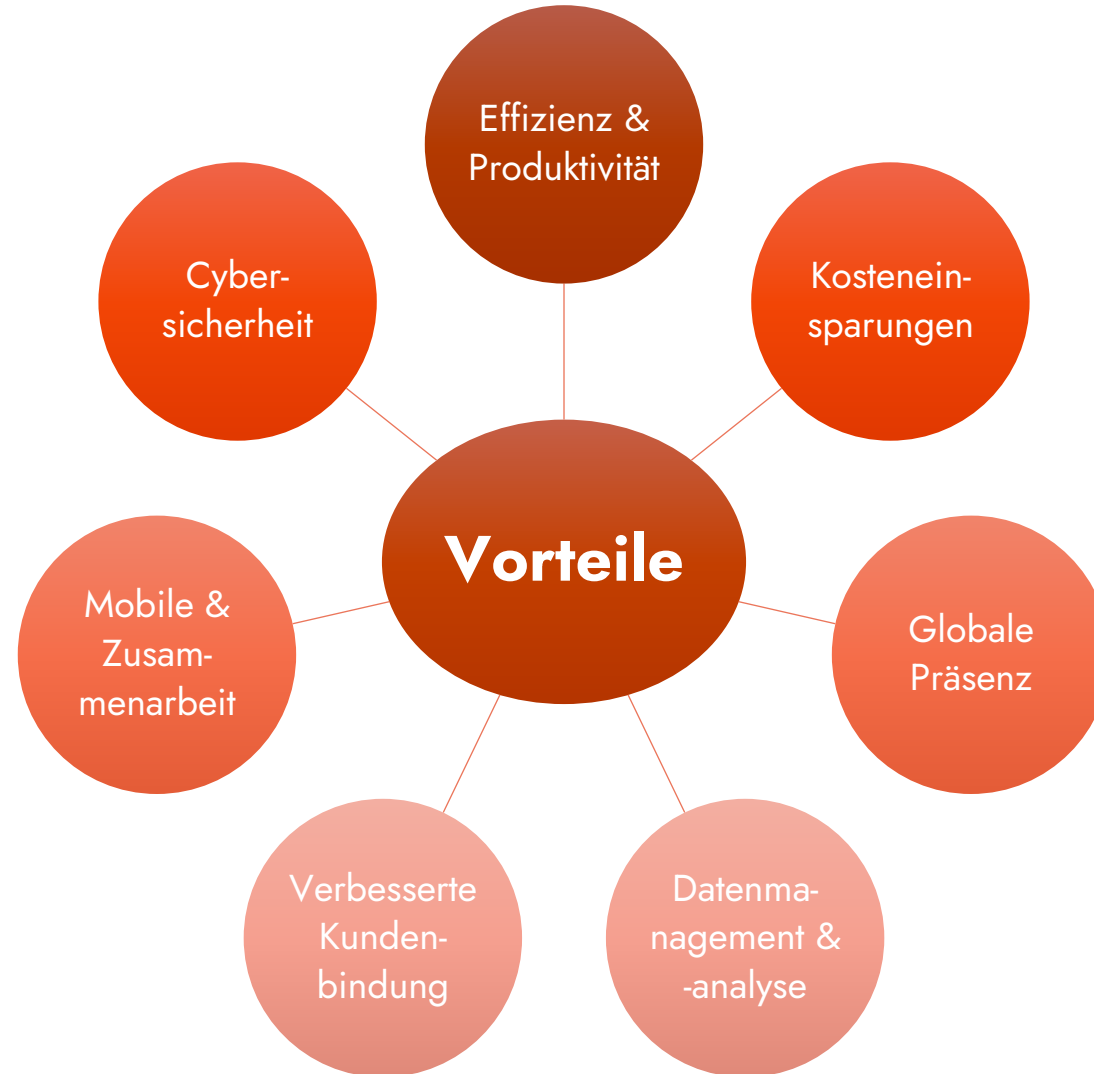 Effizienz &
Produktivität
Kostenein-
sparungen
Globale
Präsenz
Datenma-
nagement &
-analyse
Verbesserte
Kunden-
bindung
Mobile &
Zusam-
menarbeit
Cyber-
sicherheit
Vorteile